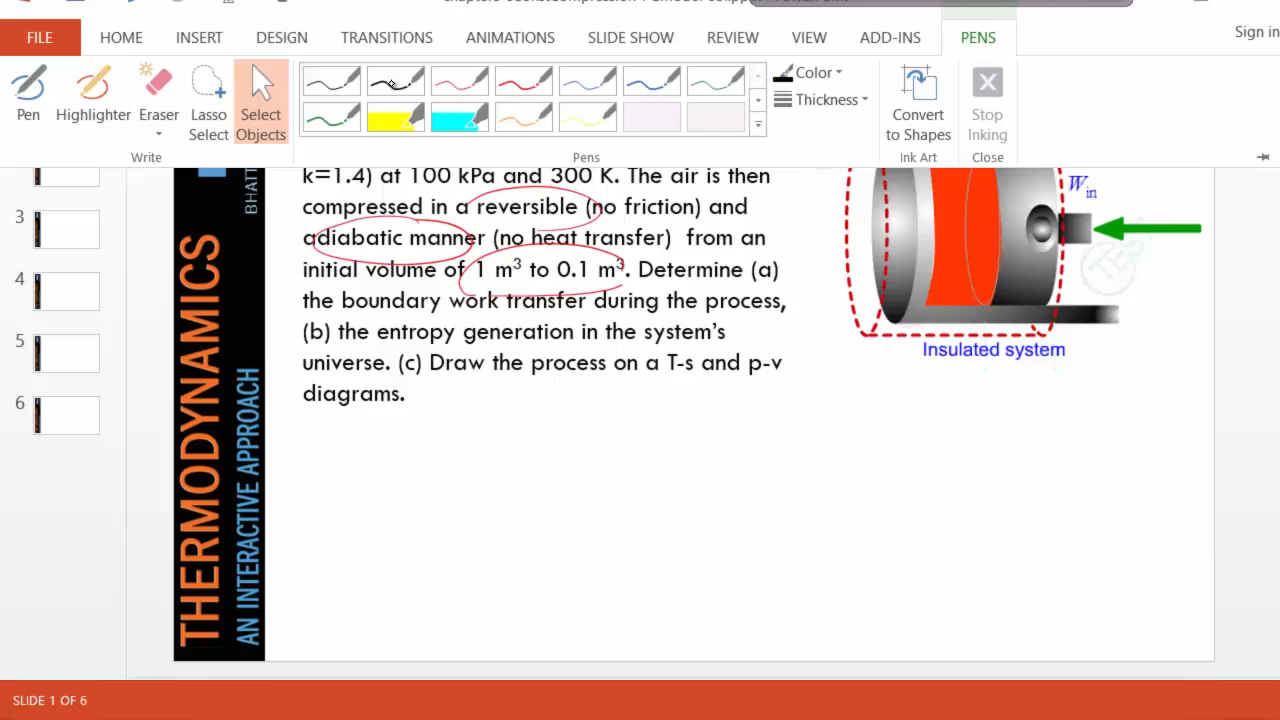 Sign in
FILE
HOME
INSERT
DESIGN
TRANSITIONS
ANIMATIONS
SLIDE SHOW
REVIEW
VIEW
ADD-INS
PENS
Pen
Highlighter
Eraser
Lasso
Select
Select
Objects
Color
Thickness
Convert
to Shapes
Stop
Inking
Write
Pens
Ink Art
Close
3
4
5
6
THERMODYNAMICS
AN INTERACTIVE APPROACH
BHATT
k=1.4) at 100 kPa and 300 K. The air is then
compressed in a reversible (no friction) and
adiabatic manner (no heat transfer) from an
initial volume of 1 m³ to 0.1 m³. Determine (a)
the boundary work transfer during the process,
(b) the entropy generation in the system's
universe. (c) Draw the process on a T-s and p-v
diagrams.
Win
TEST
Insulated system
SLIDE 1 OF 6